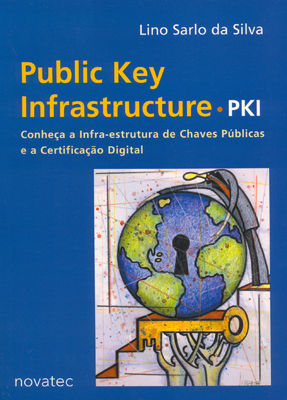 Lino Sarlo da Silva
Public Key
Infrastructure • PKI
Conheça a Infra-estrutura de Chaves Públicas
e a Certificação Digital
novatec